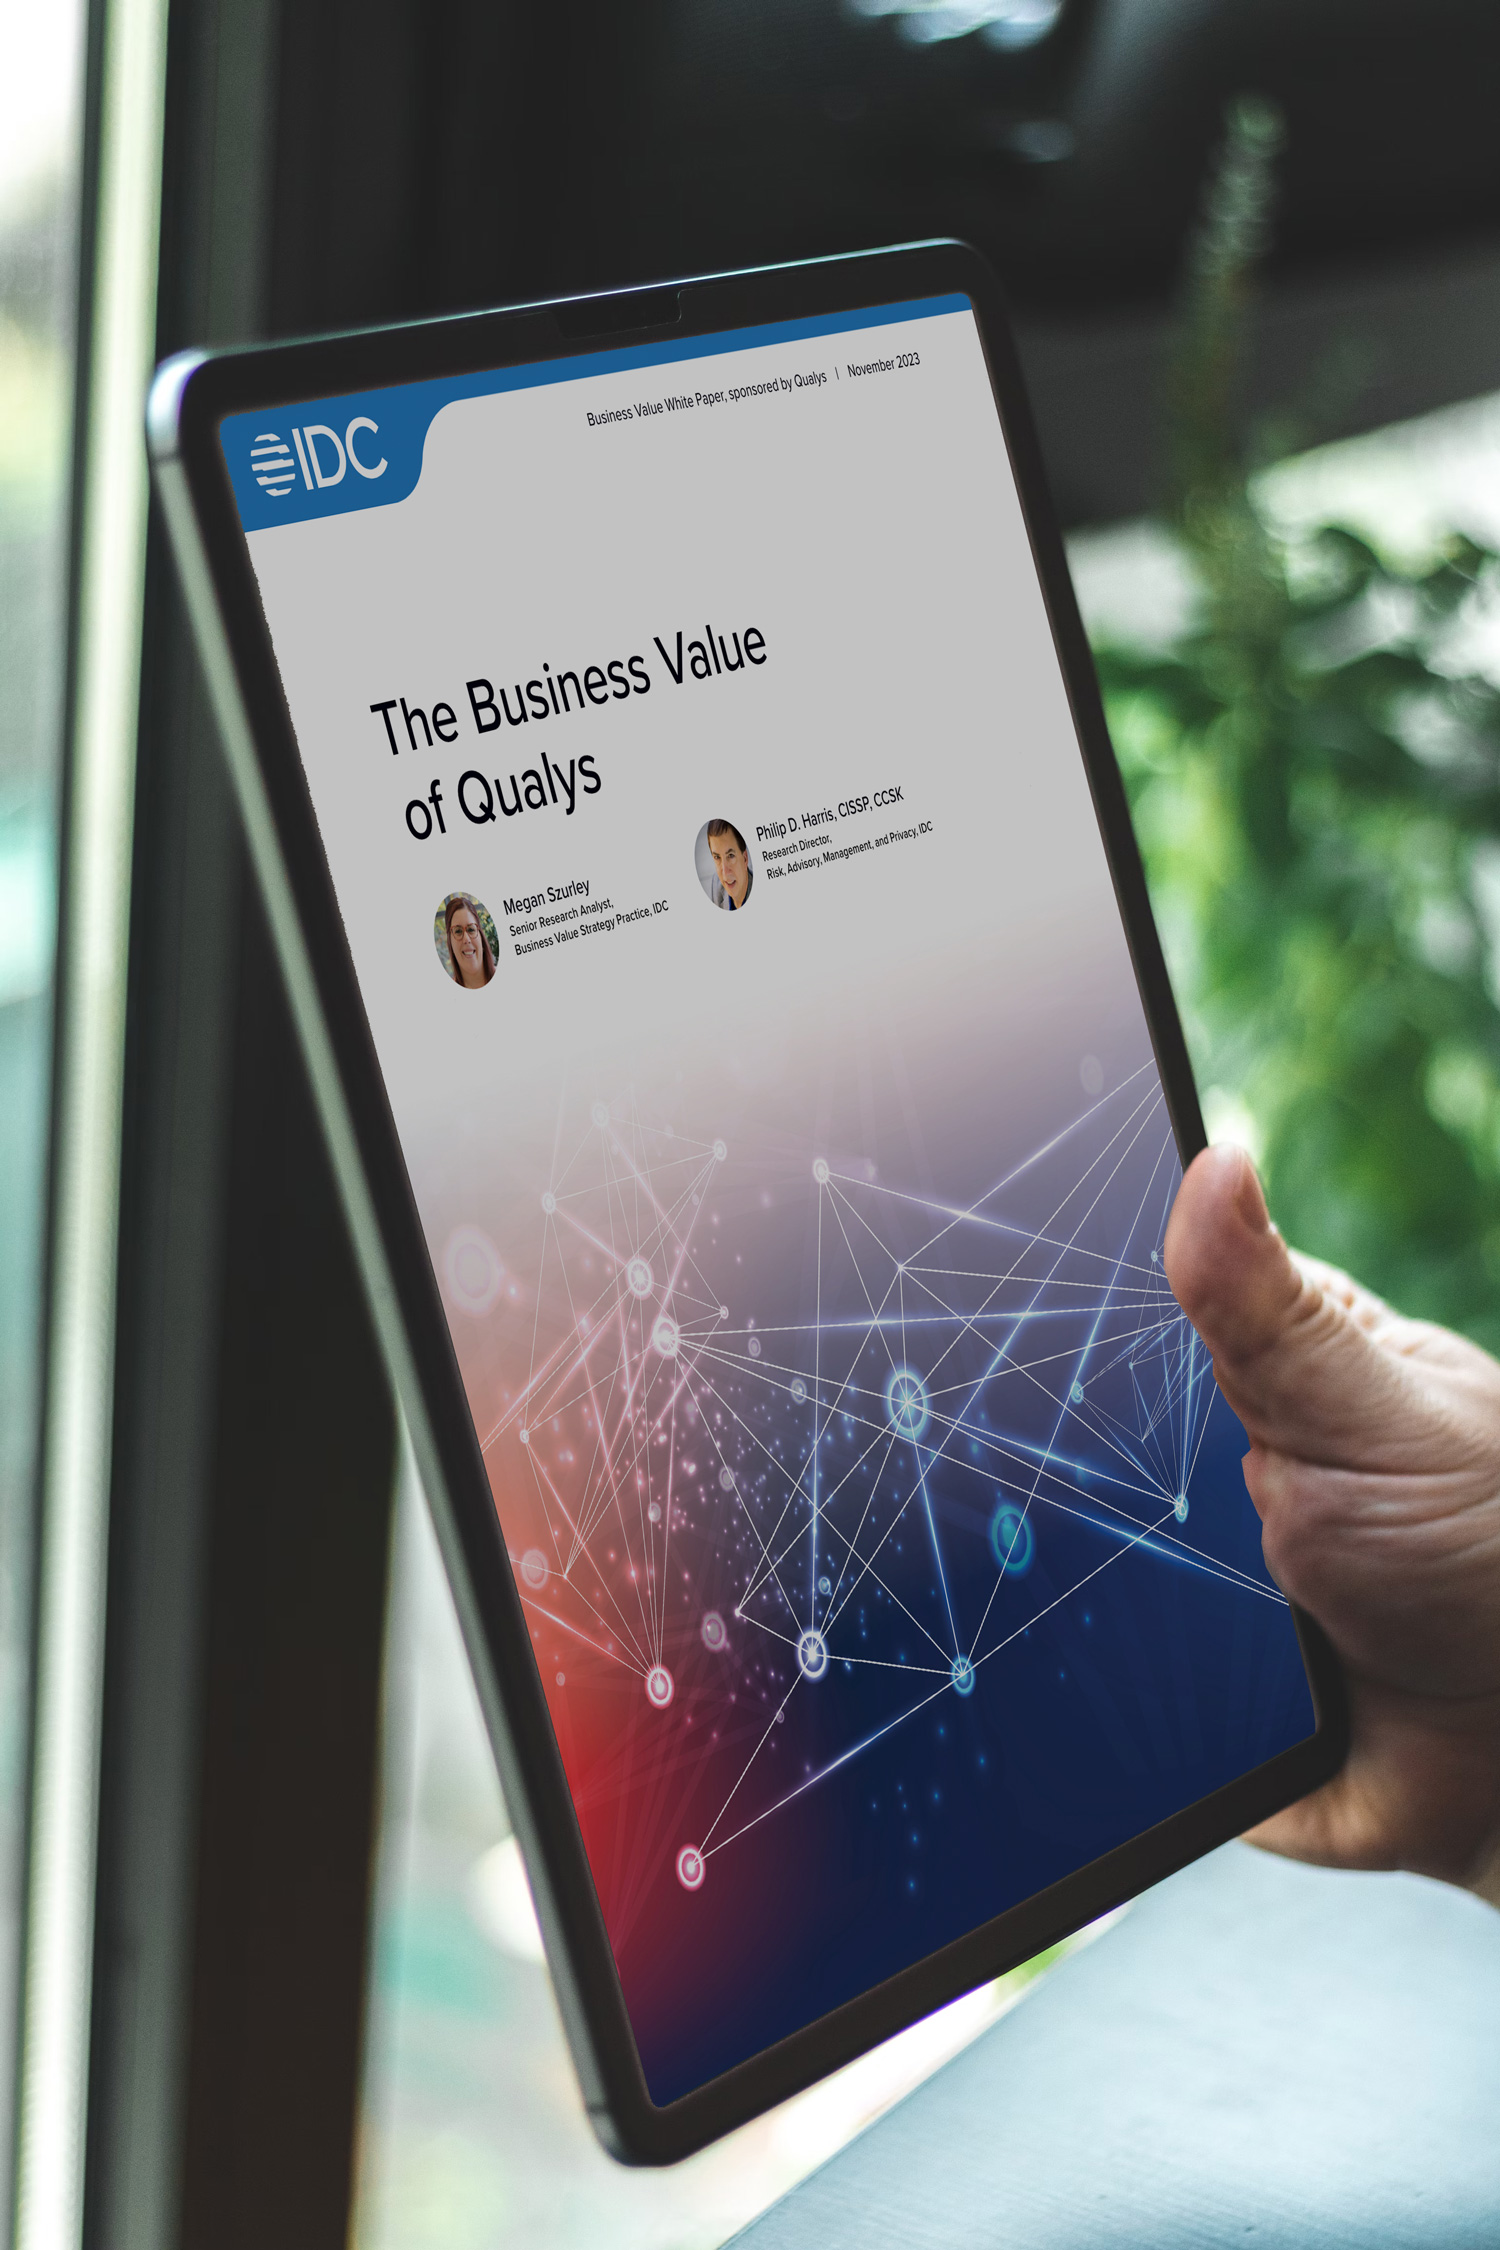 IDC
Business Value White Paper, sponsored by Qualys | November 2023
The Business Value
of Qualys
Megan Szurley
Senior Research Analyst,
Business Value Strategy Practice, IDC
Philip D. Harris, CISSP, CCSK
Research Director,
Risk, Advisory, Management, and Privacy, IDC